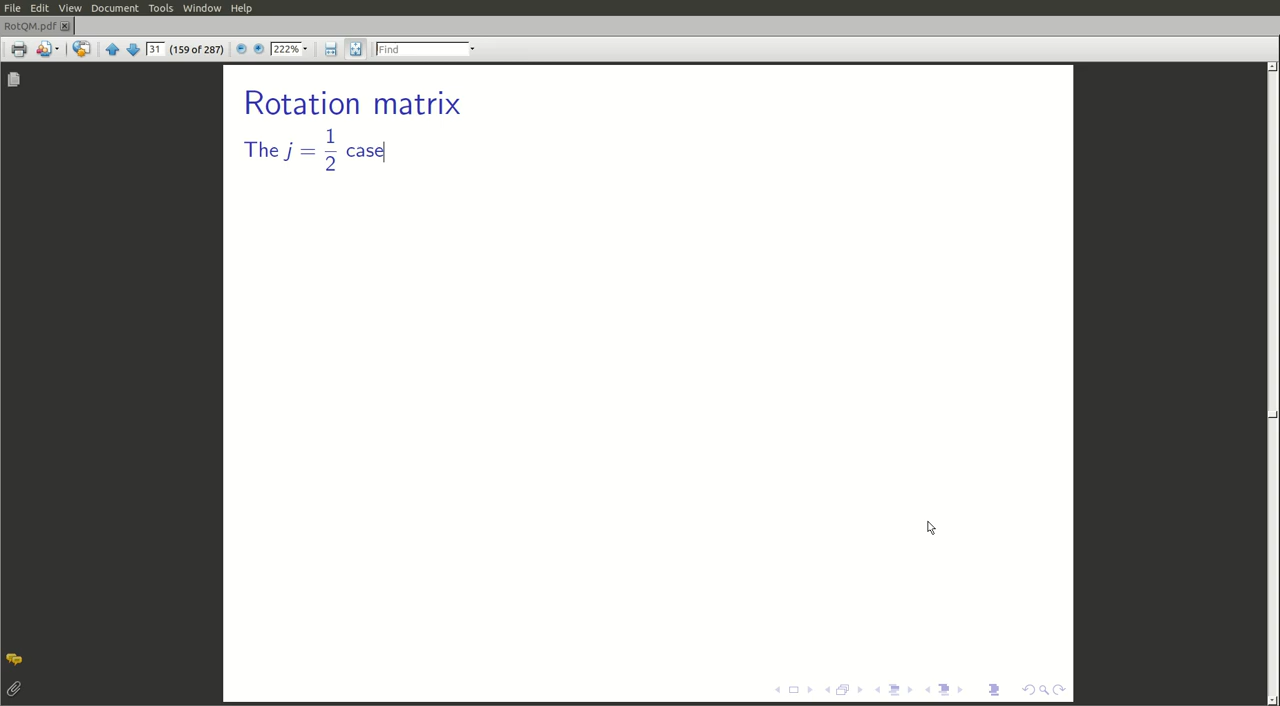 File Edit View Document Tools Window Help
RotQM.pdf
31 (159 of 287) 222% Find
Rotation matrix
The j = 1/2 case